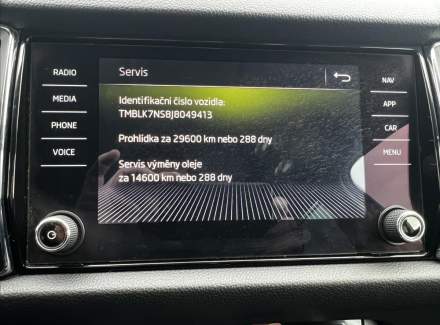 RADIO
MEDIA
PHONE
VOICE
Servis
Identifikační číslo vozidla:
TMBLK7NS8J8049413
Prohlídka za 29600 km nebo 288 dny
Servis výměny oleje
za 14600 km nebo 288 dny
NAV
APP
CAR
MENU